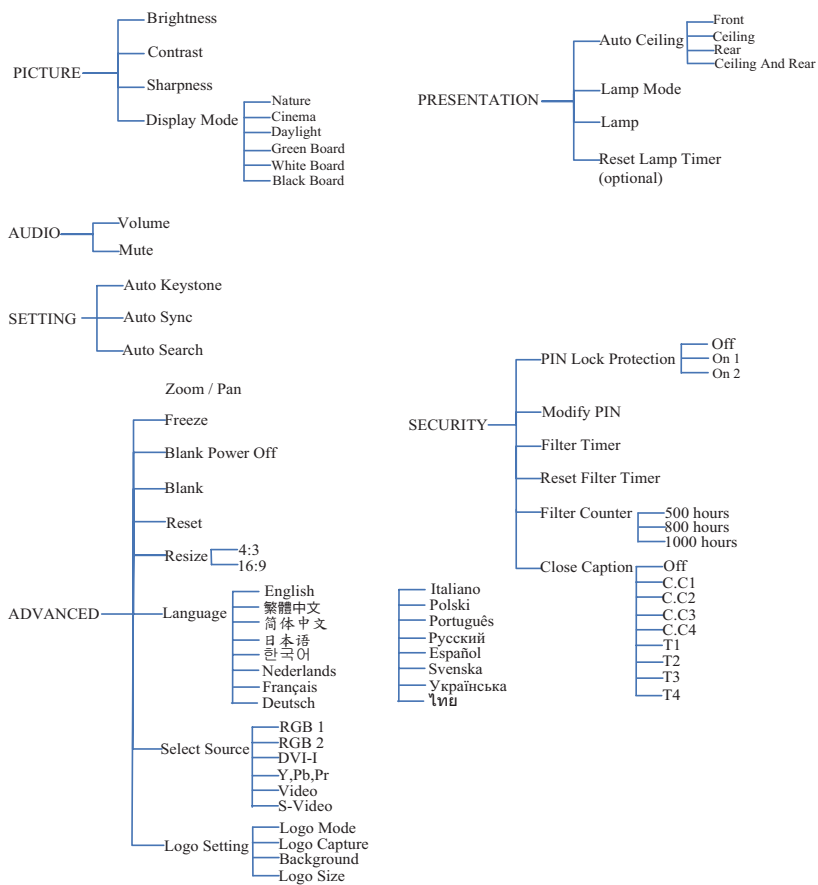 PICTURE
Brightness
Contrast
Sharpness
Display Mode
Nature
Cinema
Daylight
Green Board
White Board
Black Board
PRESENTATION
Auto Ceiling
Front
Ceiling
Rear
Ceiling And Rear
Lamp Mode
Lamp
Reset Lamp Timer
(optional)
AUDIO
Volume
Mute
SETTING
Auto Keystone
Auto Sync
Auto Search
ADVANCED
Zoom / Pan
Freeze
Blank Power Off
Blank
Reset
Resize
4:3
16:9
Language
English
繁體中文
简体中文
日本语
한국어
Nederlands
Français
Deutsch
Italiano
Polski
Português
Русский
Español
Svenska
Українська
ไทย
Select Source
RGB 1
RGB 2
DVI-I
Y,Pb,Pr
Video
S-Video
Logo Setting
Logo Mode
Logo Capture
Background
Logo Size
SECURITY
PIN Lock Protection
Off
On 1
On 2
Modify PIN
Filter Timer
Reset Filter Timer
Filter Counter
500 hours
800 hours
1000 hours
Close Caption
Off
C.C1
C.C2
C.C3
C.C4
T1
T2
T3
T4